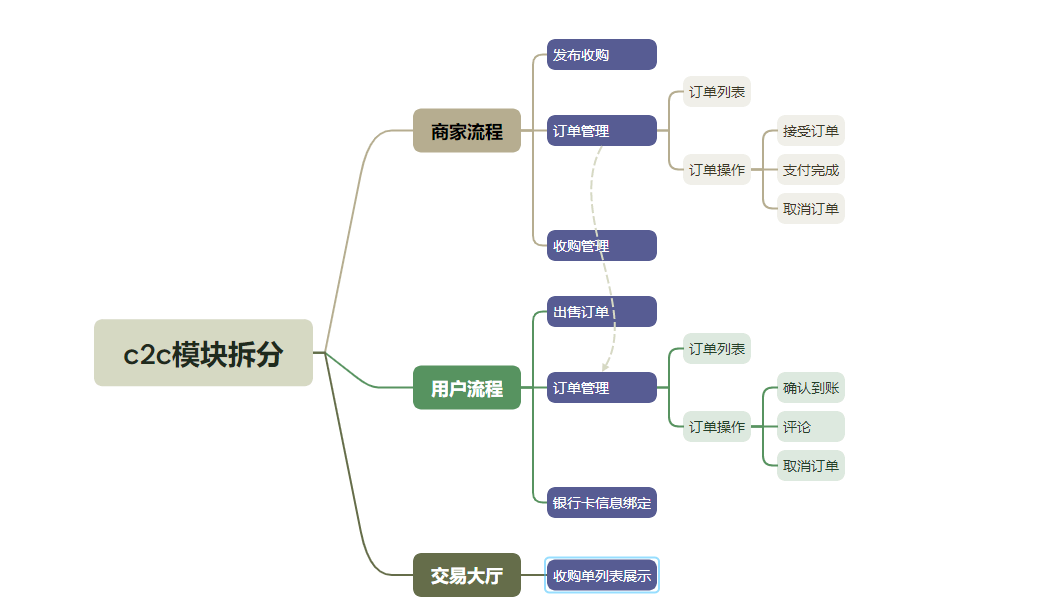 c2c模块拆分
商家流程
发布收购
订单管理
订单列表
订单操作
接受订单
支付完成
取消订单
收购管理
用户流程
出售订单
订单管理
订单列表
订单操作
确认到账
评论
取消订单
银行卡信息绑定
交易大厅
收购单列表展示